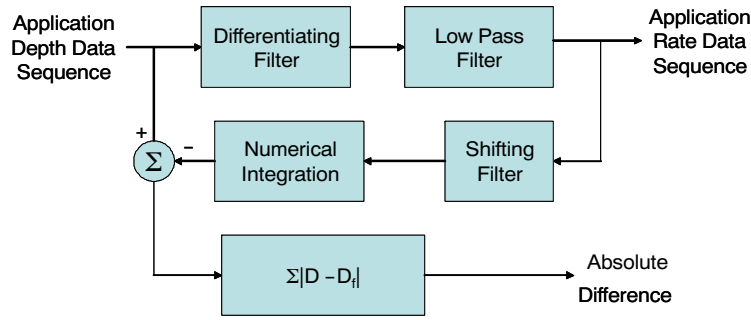 Application
Depth Data
Sequence
Differentiating
Filter
Low Pass
Filter
Application
Rate Data
Sequence
+
−
Σ
Numerical
Integration
Shifting
Filter
Σ|D − D_f|
Absolute
Difference